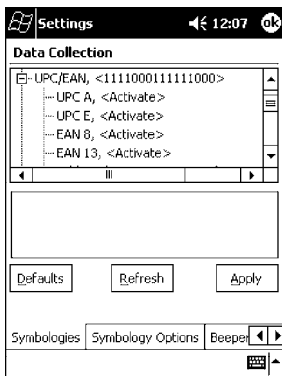 Settings 12:07 ok
Data Collection
UPC/EAN, <1111000111111000>
UPC A, <Activate>
UPC E, <Activate>
EAN 8, <Activate>
EAN 13, <Activate>
Defaults Refresh Apply
Symbologies Symbology Options Beeper